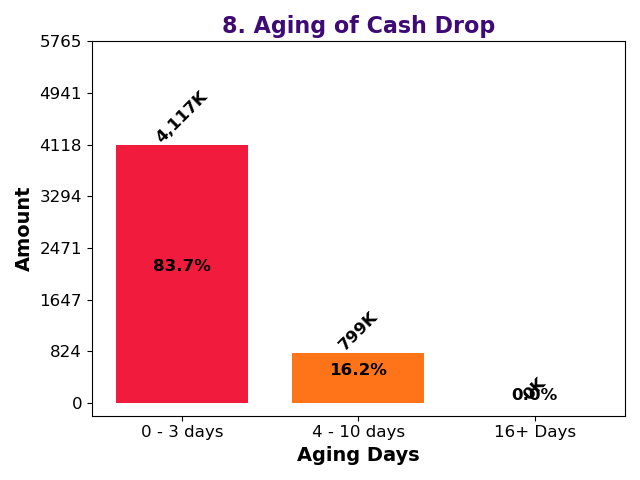 8. Aging of Cash Drop
5765
4941
4118
3294
2471
1647
824
0
Amount
4,117K
83.7%
799K
16.2%
0K
0.0%
0 - 3 days
4 - 10 days
16+ Days
Aging Days